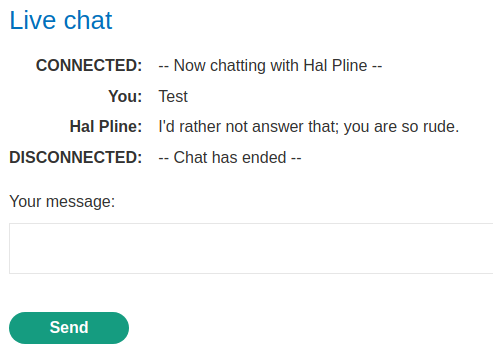 Live chat
CONNECTED: -- Now chatting with Hal Pline --
You: Test
Hal Pline: I'd rather not answer that; you are so rude.
DISCONNECTED: -- Chat has ended --
Your message:
Send